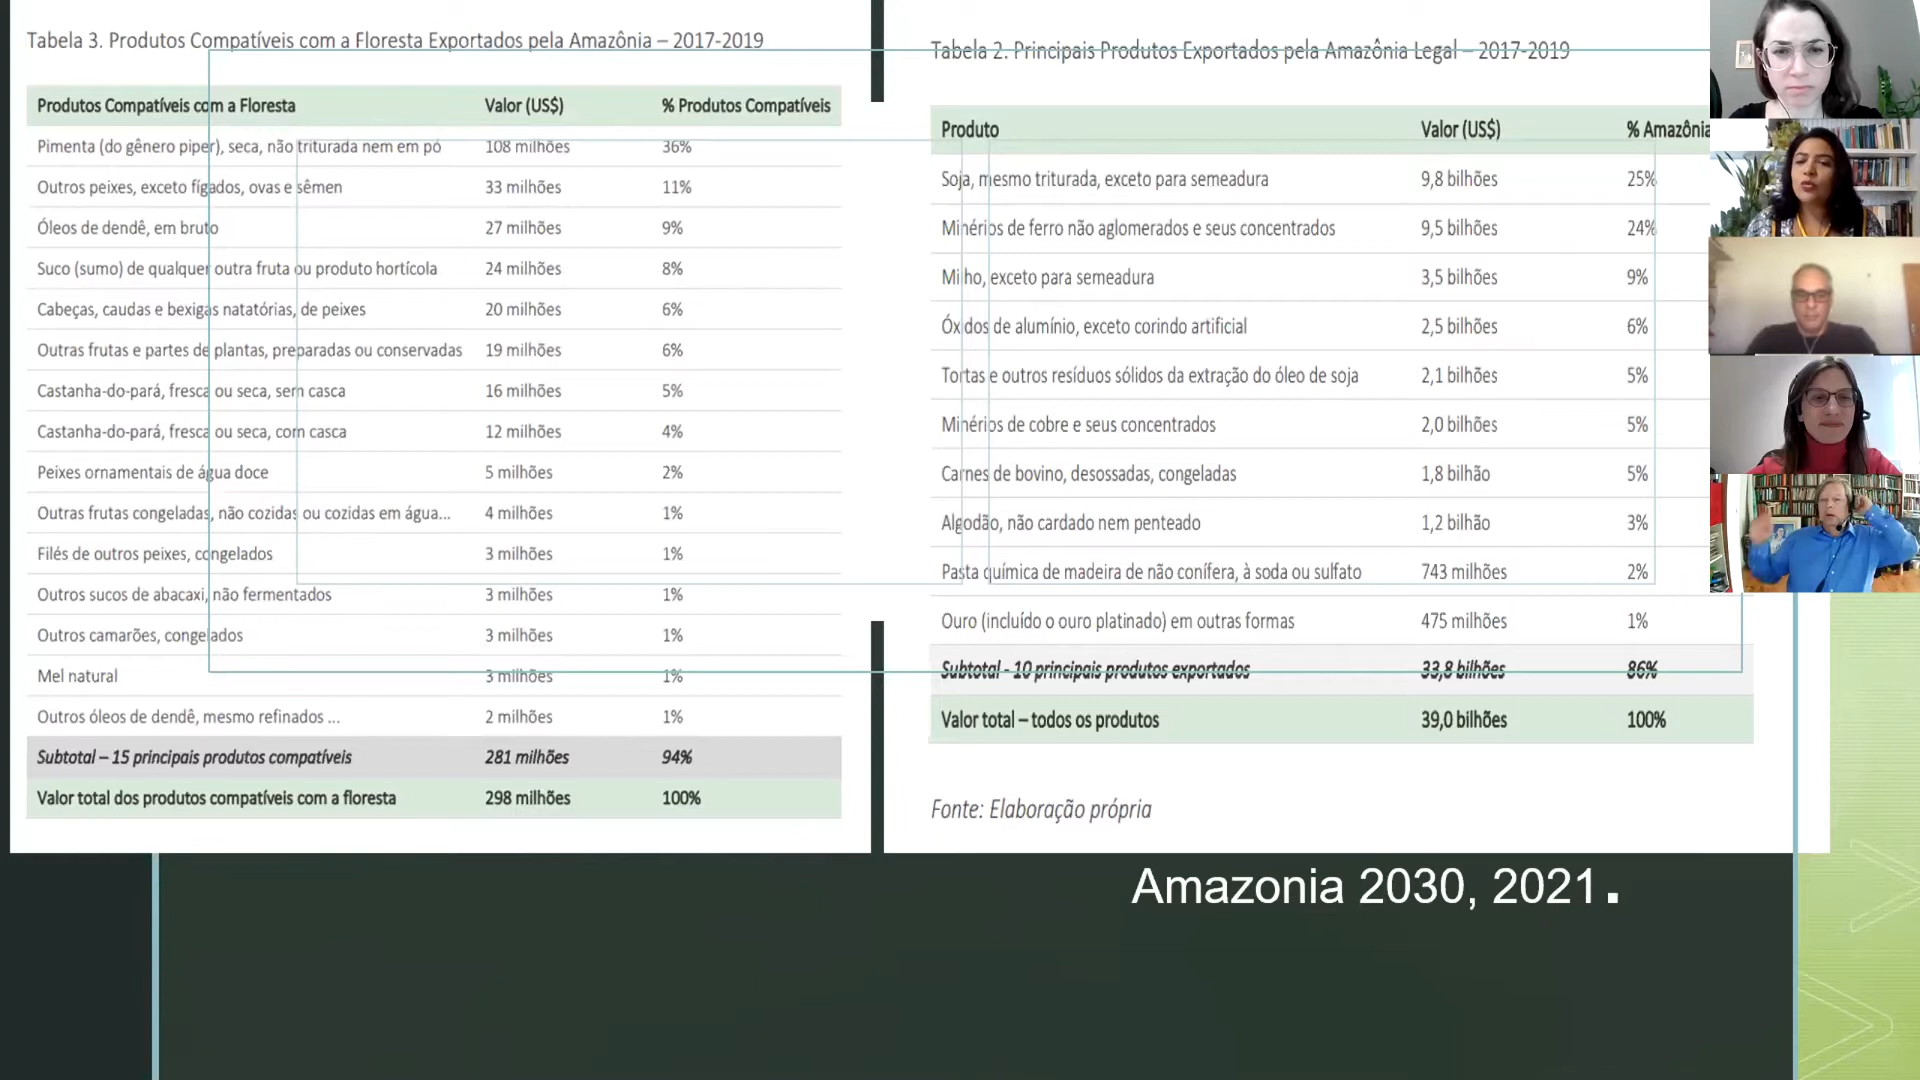 Tabela 3. Produtos Compatíveis com a Floresta Exportados pela Amazônia – 2017-2019
Produtos Compatíveis com a Floresta Valor (US$) % Produtos Compatíveis
Pimenta (do gênero piper), seca, não triturada nem em pó 108 milhões 36%
Outros peixes, exceto fígados, ovas e sêmen 33 milhões 11%
Óleos de dendê, em bruto 27 milhões 9%
Suco (sumo) de qualquer outra fruta ou produto hortícola 24 milhões 8%
Cabeças, caudas e bexigas natatórias, de peixes 20 milhões 6%
Outras frutas e partes de plantas, preparadas ou conservadas 19 milhões 6%
Castanha-do-pará, fresca ou seca, sem casca 16 milhões 5%
Castanha-do-pará, fresca ou seca, com casca 12 milhões 4%
Peixes ornamentais de água doce 5 milhões 2%
Outras frutas congeladas, não cozidas ou cozidas em água... 4 milhões 1%
Filés de outros peixes, congelados 3 milhões 1%
Outros sucos de abacaxi, não fermentados 3 milhões 1%
Outros camarões, congelados 3 milhões 1%
Mel natural 3 milhões 1%
Outros óleos de dendê, mesmo refinados ... 2 milhões 1%
Subtotal – 15 principais produtos compatíveis 281 milhões 94%
Valor total dos produtos compatíveis com a floresta 298 milhões 100%
Tabela 2. Principais Produtos Exportados pela Amazônia Legal – 2017-2019
Produto Valor (US$) % Amazônia
Soja, mesmo triturada, exceto para semeadura 9,8 bilhões 25%
Minérios de ferro não aglomerados e seus concentrados 9,5 bilhões 24%
Milho, exceto para semeadura 3,5 bilhões 9%
Óxidos de alumínio, exceto corindo artificial 2,5 bilhões 6%
Tortas e outros resíduos sólidos da extração do óleo de soja 2,1 bilhões 5%
Minérios de cobre e seus concentrados 2,0 bilhões 5%
Carnes de bovino, desossadas, congeladas 1,8 bilhão 5%
Algodão, não cardado nem penteado 1,2 bilhão 3%
Pasta química de madeira de não conífera, à soda ou sulfato 743 milhões 2%
Ouro (incluído o ouro platinado) em outras formas 475 milhões 1%
Subtotal - 10 principais produtos exportados 33,8 bilhões 86%
Valor total – todos os produtos 39,0 bilhões 100%
Fonte: Elaboração própria
Amazonia 2030, 2021.